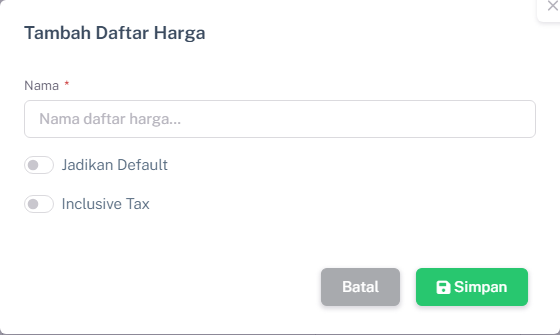 Tambah Daftar Harga
Nama *
Nama daftar harga...
Jadikan Default
Inclusive Tax
Batal
Simpan